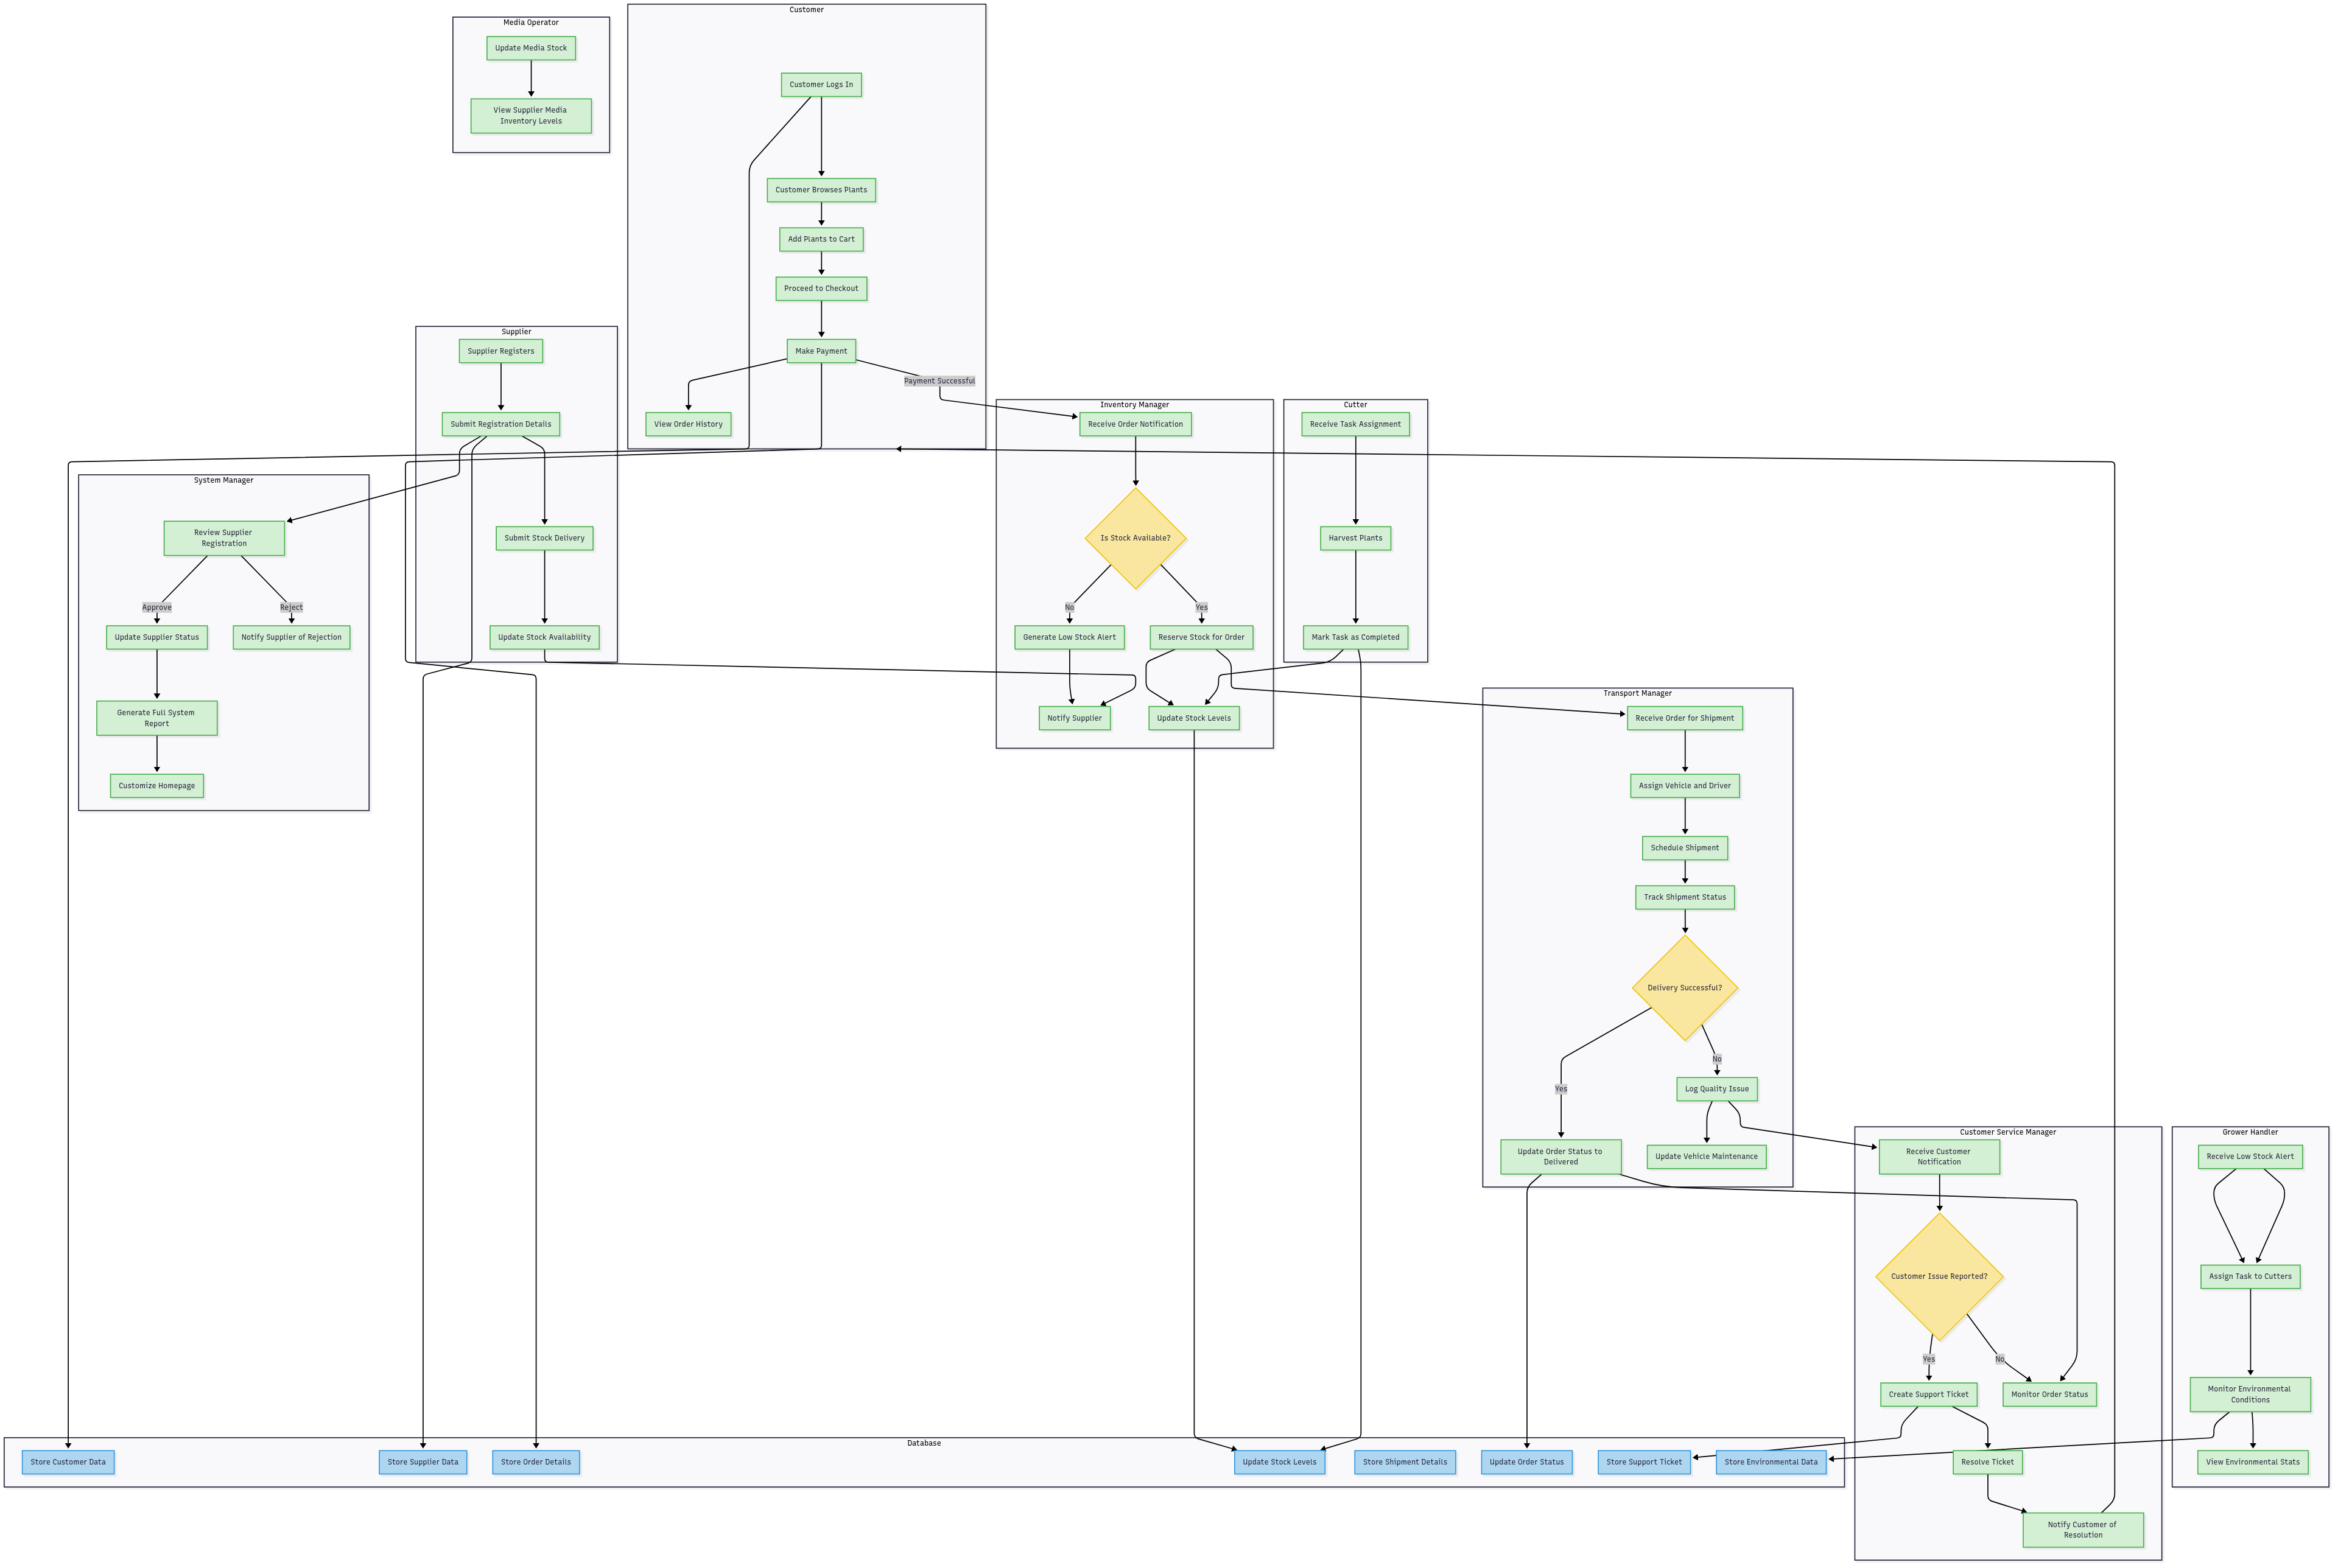 Media Operator
Update Media Stock
View Supplier Media
Inventory Levels
Customer
Customer Logs In
Customer Browses Plants
Add Plants to Cart
Proceed to Checkout
Make Payment
Payment Successful
View Order History
Supplier
Supplier Registers
Submit Registration Details
Submit Stock Delivery
Update Stock Availability
System Manager
Review Supplier
Registration
Approve
Reject
Update Supplier Status
Notify Supplier of Rejection
Generate Full System
Report
Customize Homepage
Inventory Manager
Receive Order Notification
Is Stock Available?
No
Yes
Generate Low Stock Alert
Reserve Stock for Order
Notify Supplier
Update Stock Levels
Cutter
Receive Task Assignment
Harvest Plants
Mark Task as Completed
Transport Manager
Receive Order for Shipment
Assign Vehicle and Driver
Schedule Shipment
Track Shipment Status
Delivery Successful?
No
Yes
Log Quality Issue
Update Order Status to
Delivered
Update Vehicle Maintenance
Customer Service Manager
Receive Customer
Notification
Customer Issue Reported?
Yes
No
Create Support Ticket
Monitor Order Status
Resolve Ticket
Notify Customer of
Resolution
Grower Handler
Receive Low Stock Alert
Assign Task to Cutters
Monitor Environmental
Conditions
View Environmental Stats
Database
Store Customer Data
Store Supplier Data
Store Order Details
Update Stock Levels
Store Shipment Details
Update Order Status
Store Support Ticket
Store Environmental Data